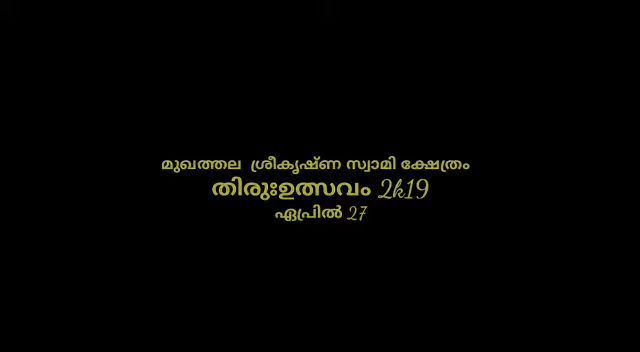 മുഖത്തല ശ്രീകൃഷ്ണ സ്വാമി ക്ഷേത്രം
തിരുഃഉത്സവം 2k19
ഏപ്രിൽ 27